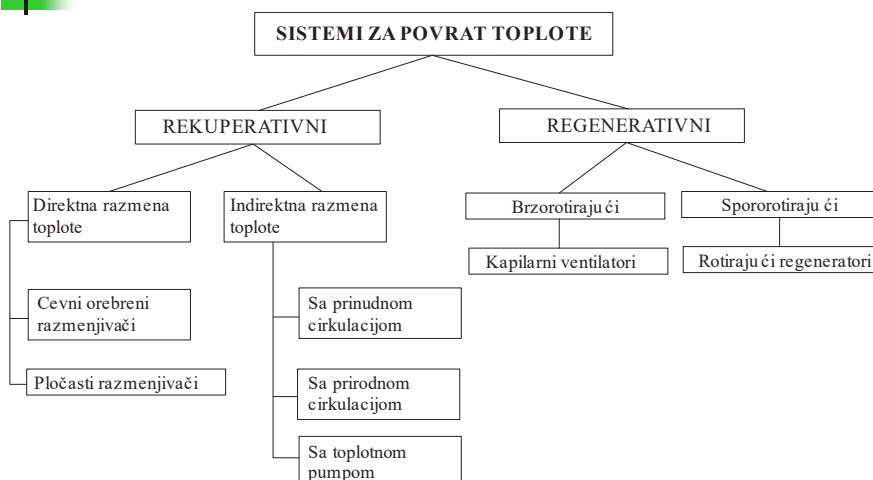 SISTEMI ZA POVRAT TOPLOTE
REKUPERATIVNI
REGENERATIVNI
Direktna razmena
toplote
Indirektna razmena
toplote
Brzorotirajući
Spororotirajući
Kapilarni ventilatori
Rotirajući regeneratori
Cevni orebreni
razmenjivači
Sa prinudnom
cirkulacijom
Pločasti razmenjivači
Sa prirodnom
cirkulacijom
Sa toplotnom
pumpom